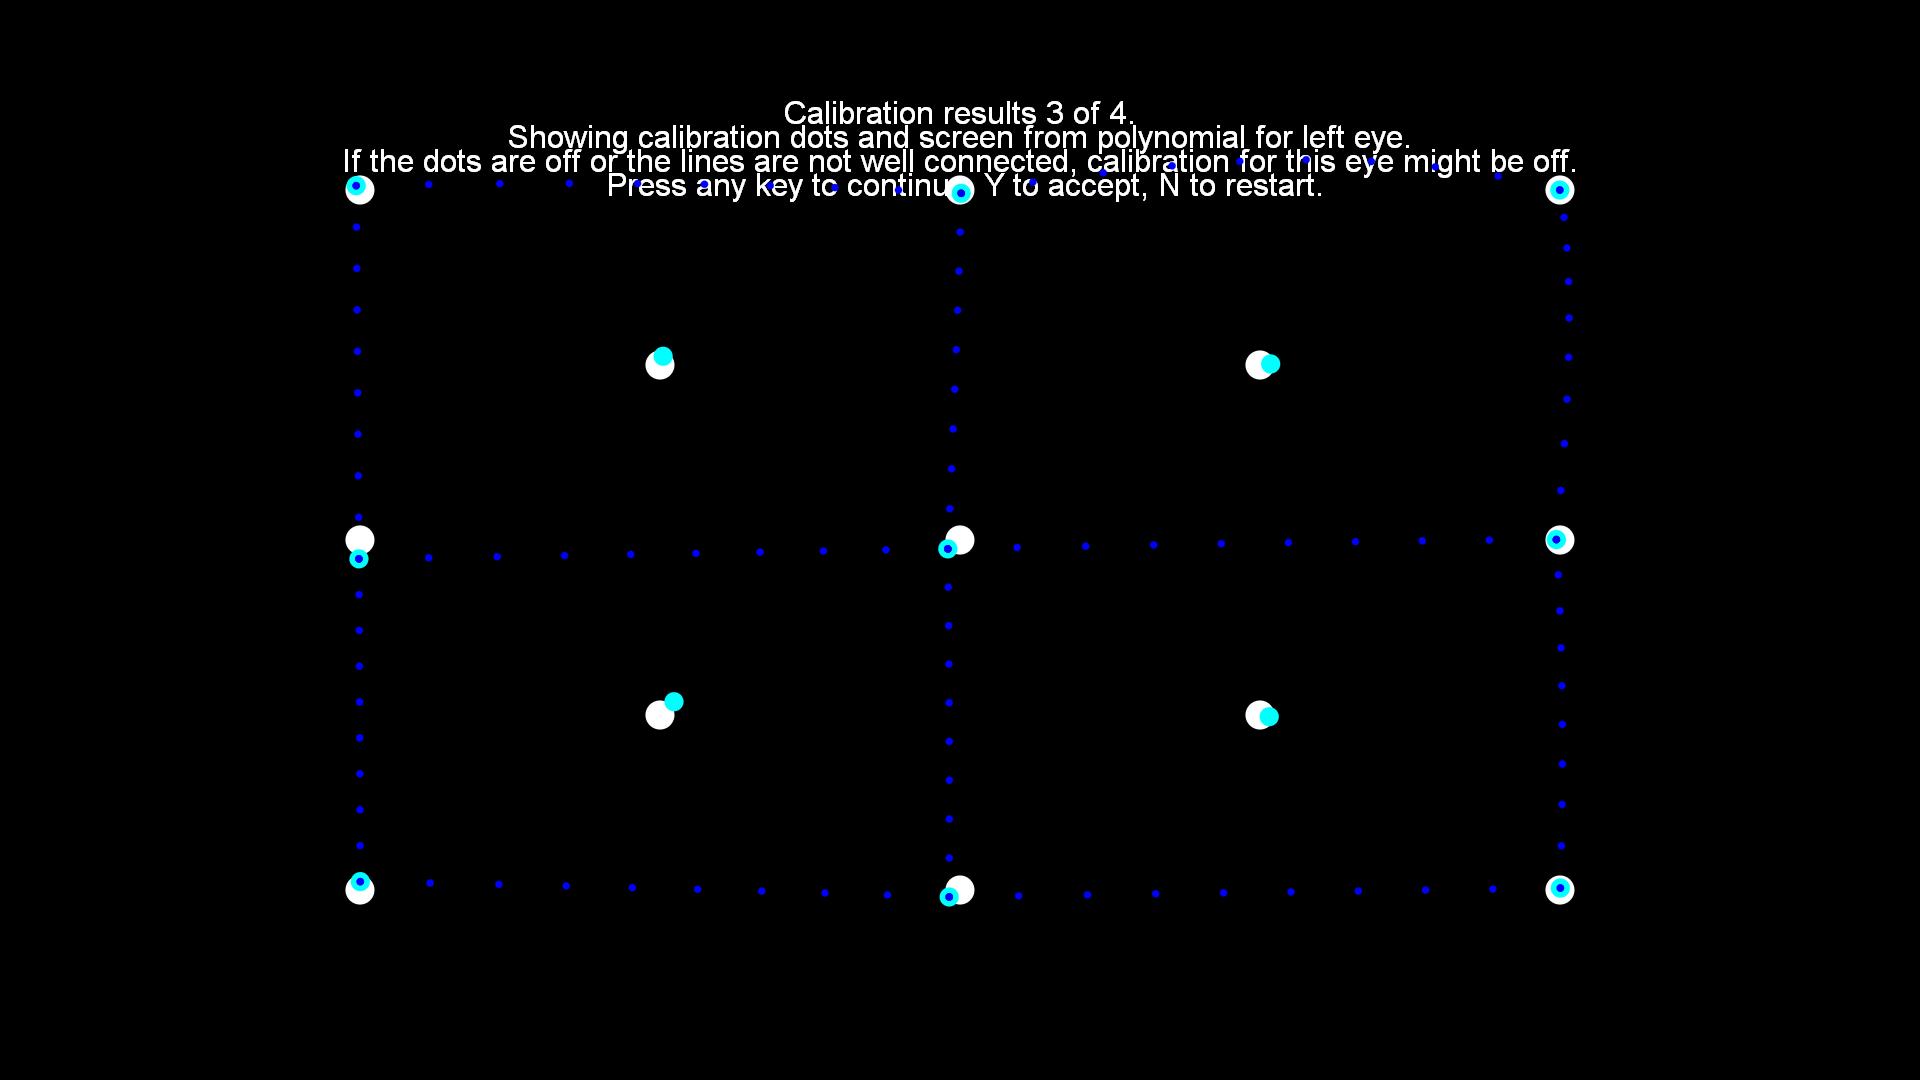 Calibration results 3 of 4.
Showing calibration dots and screen from polynomial for left eye.
If the dots are off or the lines are not well connected, calibration for this eye might be off.
Press any key to continue, Y to accept, N to restart.